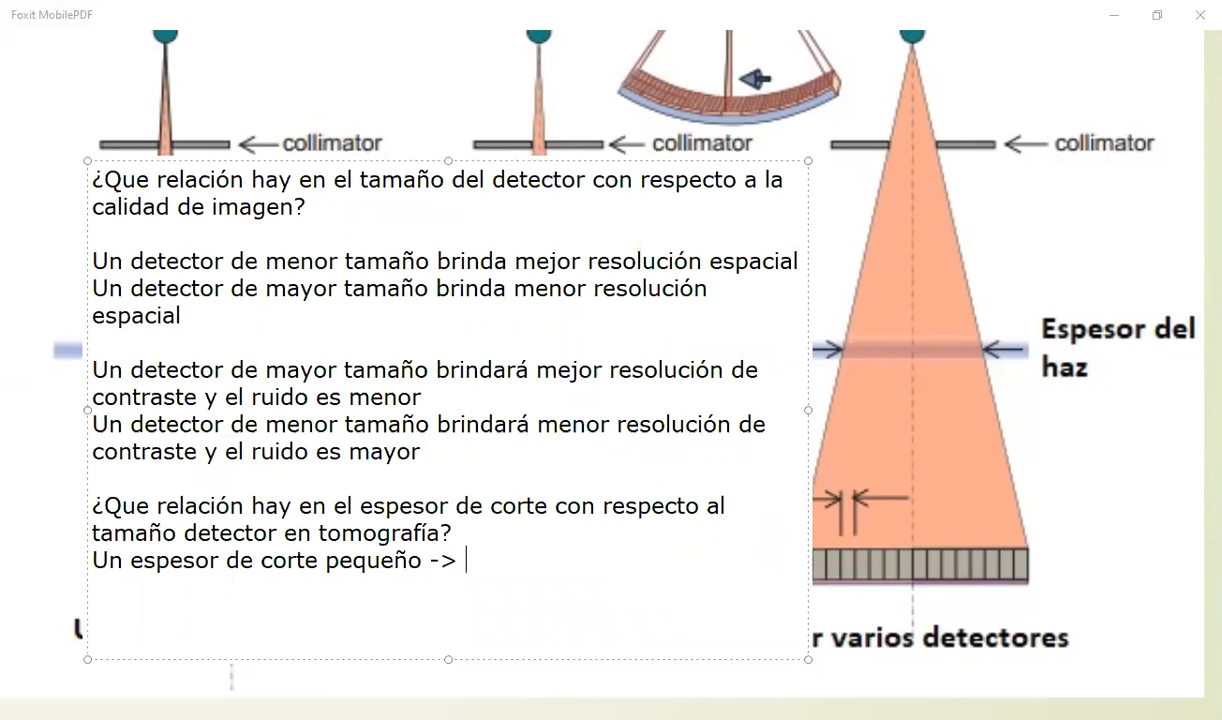 Foxit MobilePDF
collimator
collimator
collimator
¿Que relación hay en el tamaño del detector con respecto a la
calidad de imagen?
Un detector de menor tamaño brinda mejor resolución espacial
Un detector de mayor tamaño brinda menor resolución
espacial
Espesor del
haz
Un detector de mayor tamaño brindará mejor resolución de
contraste y el ruido es menor
Un detector de menor tamaño brindará menor resolución de
contraste y el ruido es mayor
¿Que relación hay en el espesor de corte con respecto al
tamaño detector en tomografía?
Un espesor de corte pequeño ->
r varios detectores